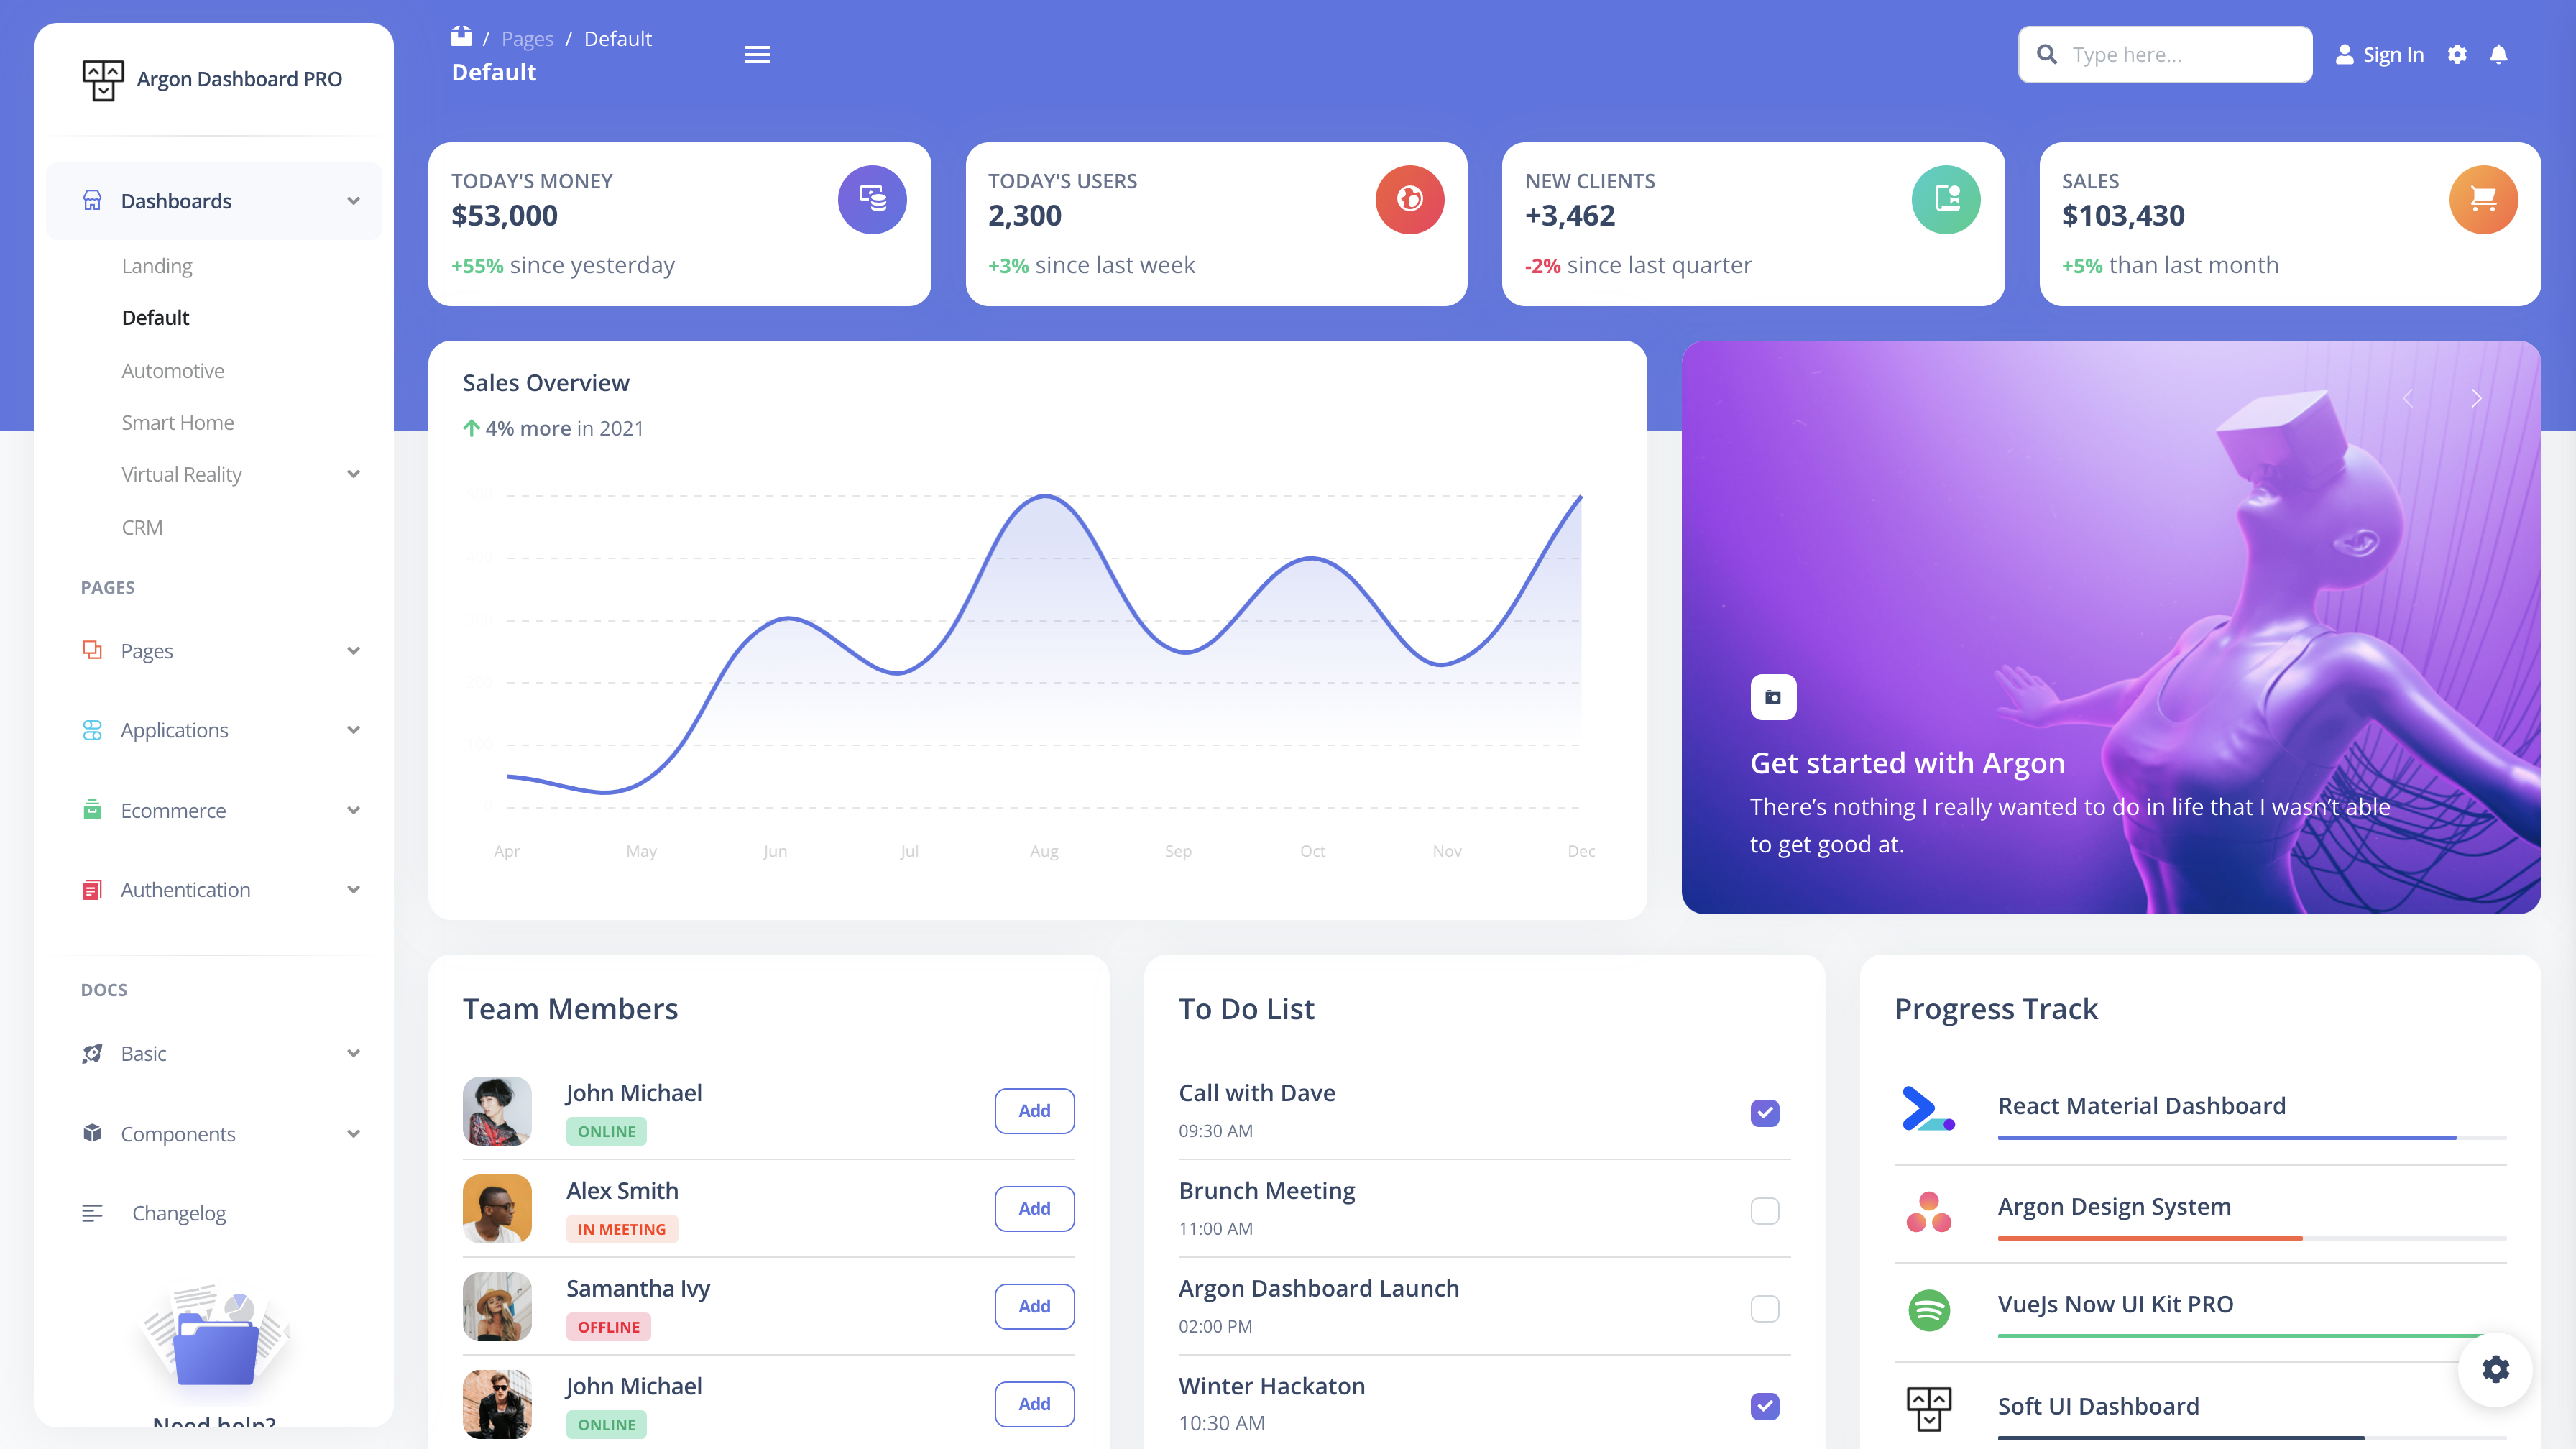 Argon Dashboard PRO
Dashboards
Landing
Default
Automotive
Smart Home
Virtual Reality
CRM
PAGES
Pages
Applications
Ecommerce
Authentication
DOCS
Basic
Components
Changelog
Need help?
/ Pages / Default
Default
Type here...
Sign In
TODAY'S MONEY
$53,000
+55% since yesterday
TODAY'S USERS
2,300
+3% since last week
NEW CLIENTS
+3,462
-2% since last quarter
SALES
$103,430
+5% than last month
Sales Overview
4% more in 2021
500
400
300
200
100
0
Apr May Jun Jul Aug Sep Oct Nov Dec
Get started with Argon
There’s nothing I really wanted to do in life that I wasn’t able
to get good at.
Team Members
John Michael
ONLINE
Add
Alex Smith
IN MEETING
Add
Samantha Ivy
OFFLINE
Add
John Michael
ONLINE
Add
To Do List
Call with Dave
09:30 AM
Brunch Meeting
11:00 AM
Argon Dashboard Launch
02:00 PM
Winter Hackaton
10:30 AM
Progress Track
React Material Dashboard
Argon Design System
VueJs Now UI Kit PRO
Soft UI Dashboard